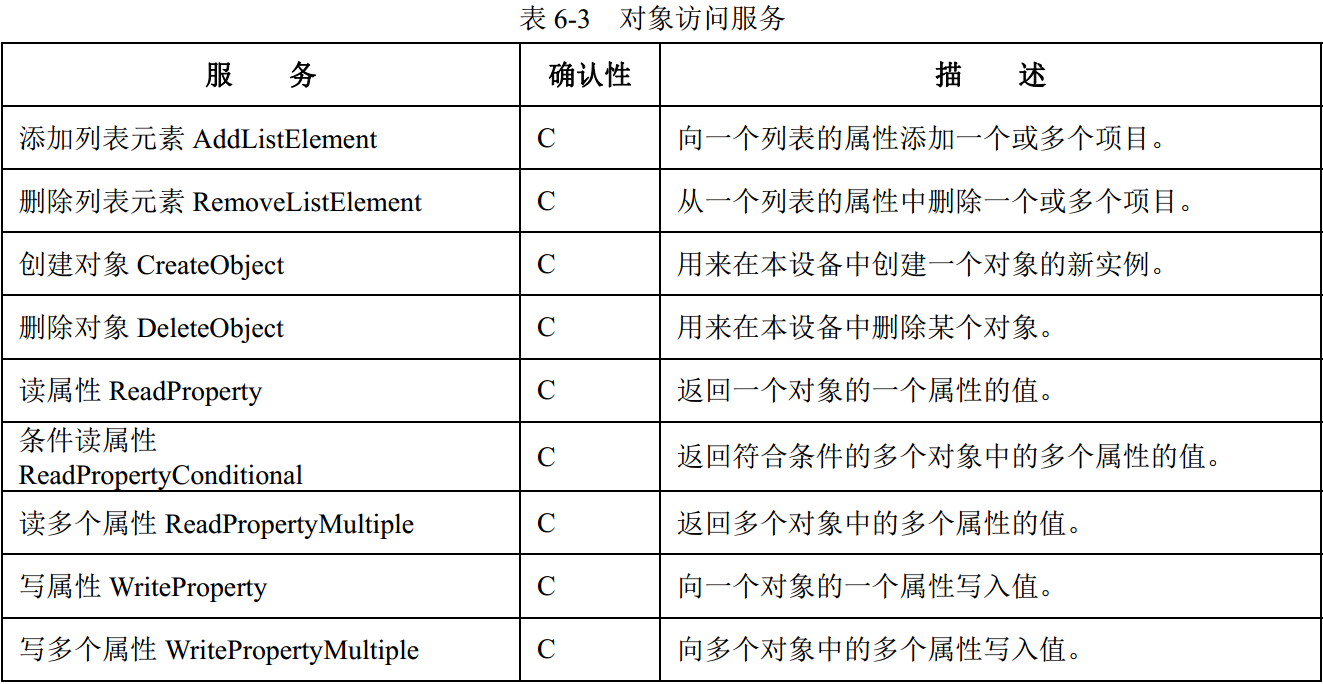 表 6-3 对象访问服务
服 务 确认性 描 述
添加列表元素 AddListElement C 向一个列表的属性添加一个或多个项目。
删除列表元素 RemoveListElement C 从一个列表的属性中删除一个或多个项目。
创建对象 CreateObject C 用来在本设备中创建一个对象的新实例。
删除对象 DeleteObject C 用来在本设备中删除某个对象。
读属性 ReadProperty C 返回一个对象的一个属性的值。
条件读属性
ReadPropertyConditional C 返回符合条件的多个对象中的多个属性的值。
读多个属性 ReadPropertyMultiple C 返回多个对象中的多个属性的值。
写属性 WriteProperty C 向一个对象的一个属性写入值。
写多个属性 WritePropertyMultiple C 向多个对象中的多个属性写入值。